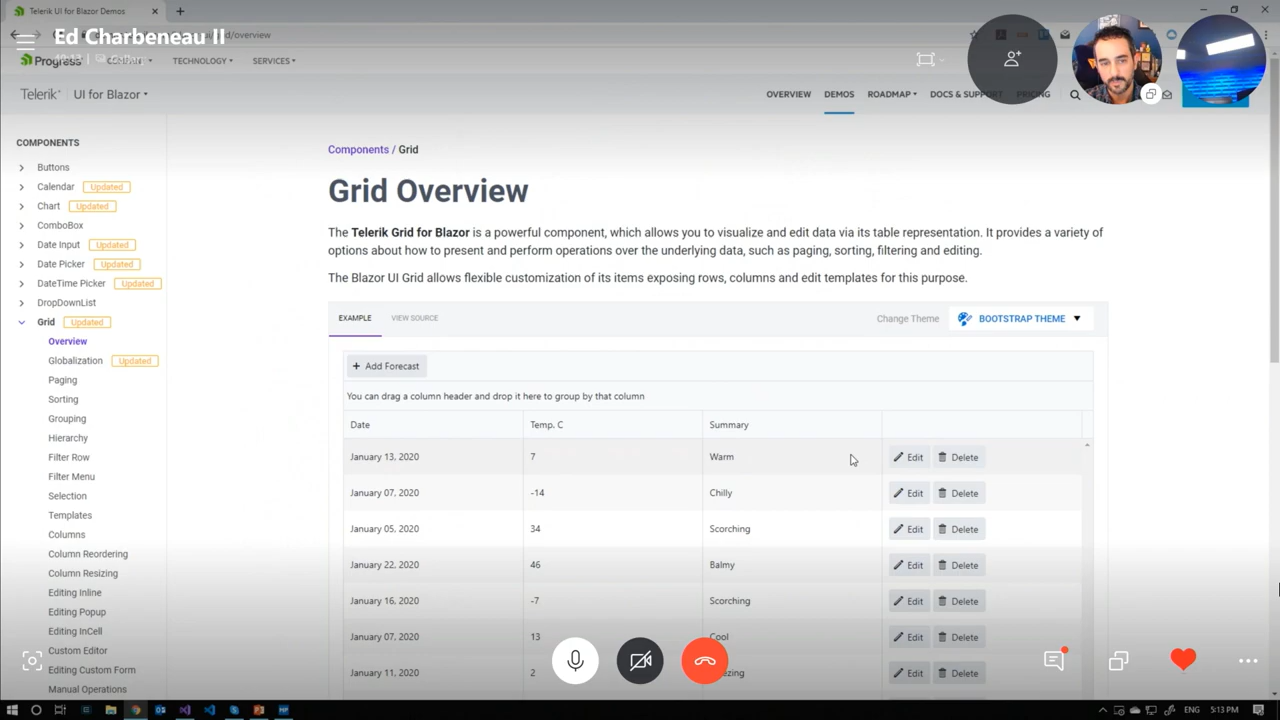 Telerik UI for Blazor Demos
Ed Charbeneau II
/overview
Progress
TECHNOLOGY
SERVICES
Telerik
UI for Blazor
OVERVIEW
DEMOS
ROADMAP
DOCS & SUPPORT
PRICING
COMPONENTS
Buttons
Calendar Updated
Chart Updated
ComboBox
Date Input Updated
Date Picker Updated
DateTime Picker Updated
DropDownList
Grid Updated
Overview
Globalization Updated
Paging
Sorting
Grouping
Hierarchy
Filter Row
Filter Menu
Selection
Templates
Columns
Column Reordering
Column Resizing
Editing Inline
Editing Popup
Editing InCell
Custom Editor
Editing Custom Form
Manual Operations
Components / Grid
Grid Overview
The Telerik Grid for Blazor is a powerful component, which allows you to visualize and edit data via its table representation. It provides a variety of
options about how to present and perform operations over the underlying data, such as paging, sorting, filtering and editing.
The Blazor UI Grid allows flexible customization of its items exposing rows, columns and edit templates for this purpose.
EXAMPLE VIEW SOURCE Change Theme BOOTSTRAP THEME
+ Add Forecast
You can drag a column header and drop it here to group by that column
Date Temp. C Summary
January 13, 2020 7 Warm Edit Delete
January 07, 2020 -14 Chilly Edit Delete
January 05, 2020 34 Scorching Edit Delete
January 22, 2020 46 Balmy Edit Delete
January 16, 2020 -7 Scorching Edit Delete
January 07, 2020 13 Cool Edit Delete
January 11, 2020 2 Edit Delete
ENG 5:13 PM